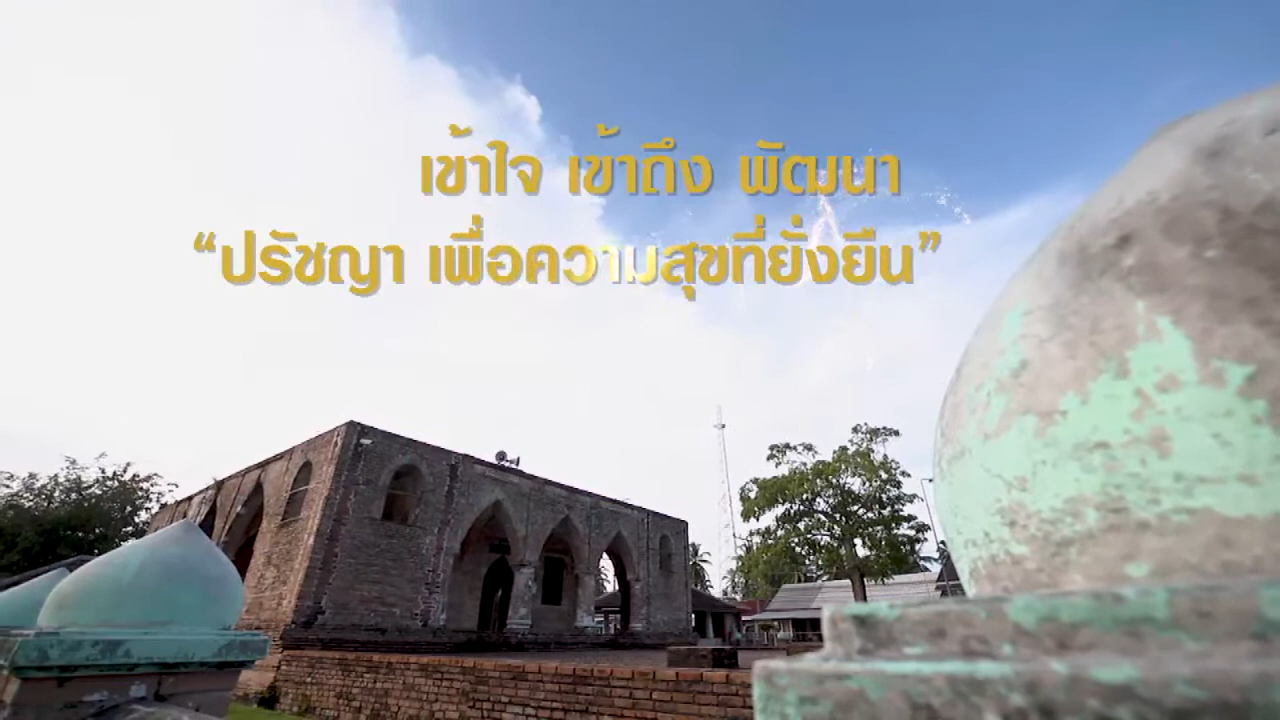 เข้าใจ เข้าถึง พัฒนา
“ปรัชญา เพื่อความสุขที่ยั่งยืน”